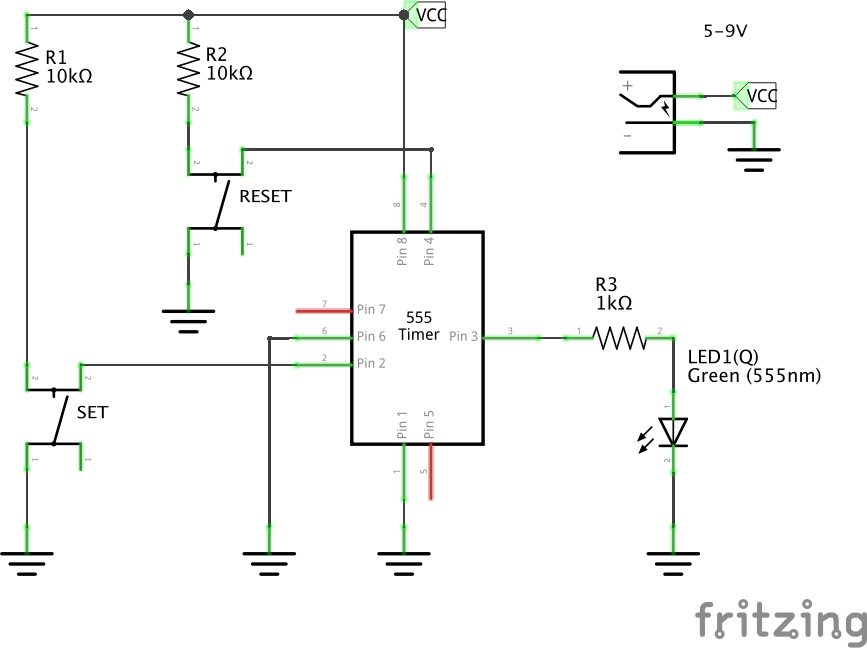 VCC
5-9V
1
1
R1
10kΩ
R2
10kΩ
+
VCC
2
2
−
2
2
RESET
8
4
1
1
Pin 8
Pin 4
R3
1kΩ
7
Pin 7
555
Timer
6
Pin 6
Pin 3
3
1
2
2
Pin 2
LED1(Q)
Green (555nm)
2
2
SET
1
Pin 1
Pin 5
1
1
1
5
2
fritzing